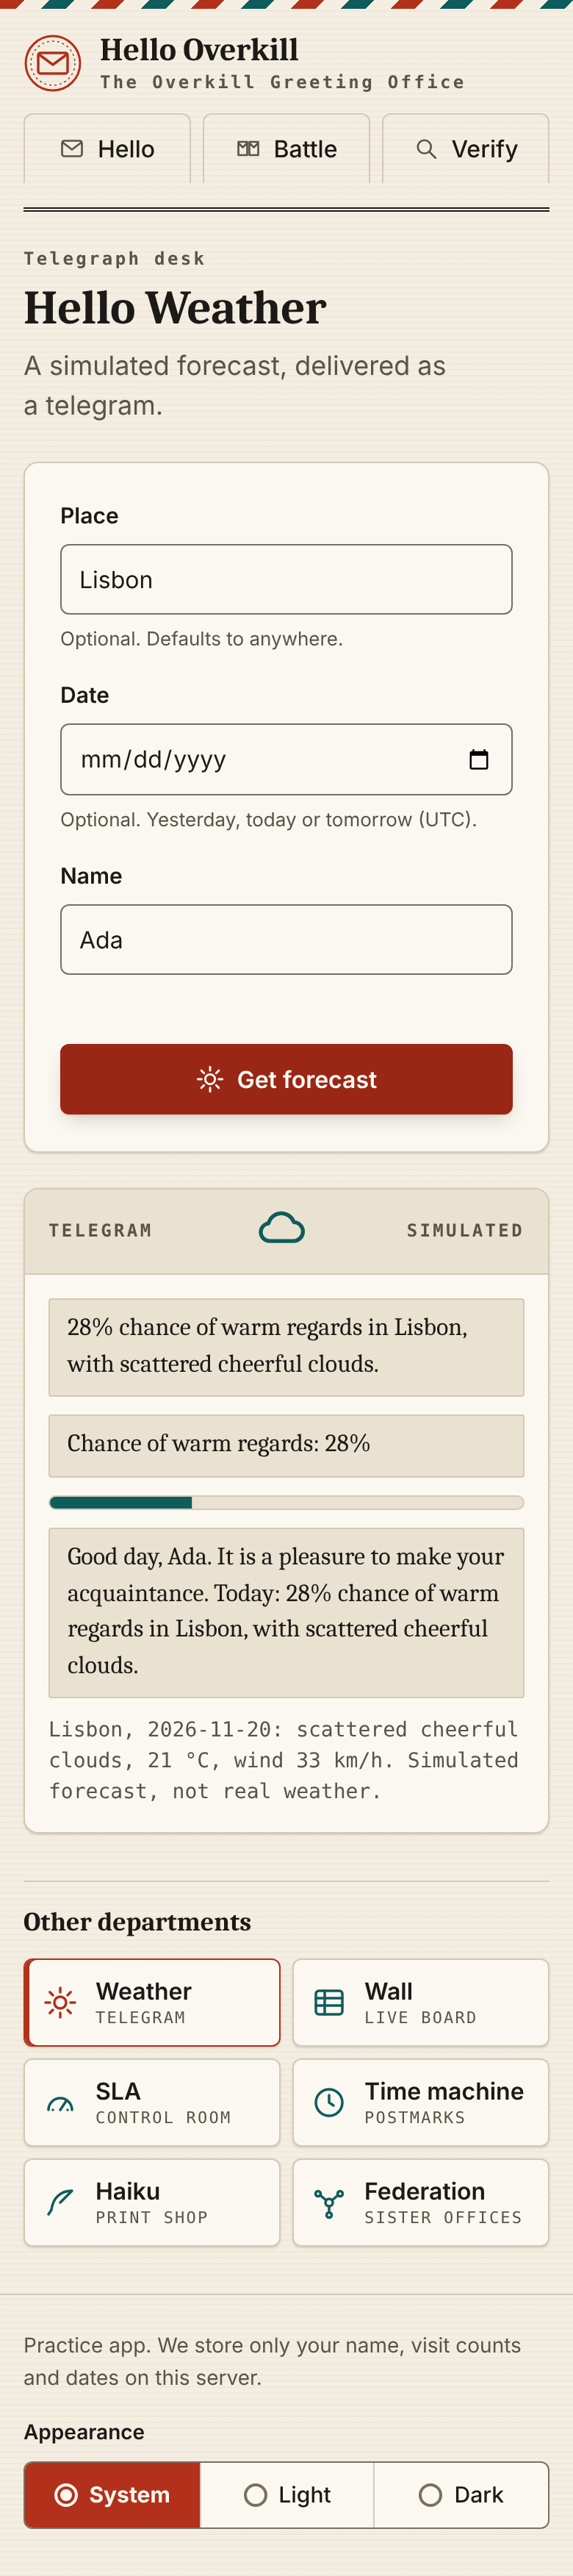 Hello Overkill
The Overkill Greeting Office
Hello
Battle
Verify
Telegraph desk
Hello Weather
A simulated forecast, delivered as
a telegram.
Place
Lisbon
Optional. Defaults to anywhere.
Date
mm/dd/yyyy
Optional. Yesterday, today or tomorrow (UTC).
Name
Ada
Get forecast
TELEGRAM
SIMULATED
28% chance of warm regards in Lisbon,
with scattered cheerful clouds.
Chance of warm regards: 28%
Good day, Ada. It is a pleasure to make your
acquaintance. Today: 28% chance of warm
regards in Lisbon, with scattered cheerful
clouds.
Lisbon, 2026-11-20: scattered cheerful
clouds, 21 °C, wind 33 km/h. Simulated
forecast, not real weather.
Other departments
Weather
TELEGRAM
Wall
LIVE BOARD
SLA
CONTROL ROOM
Time machine
POSTMARKS
Haiku
PRINT SHOP
Federation
SISTER OFFICES
Practice app. We store only your name, visit counts
and dates on this server.
Appearance
System
Light
Dark